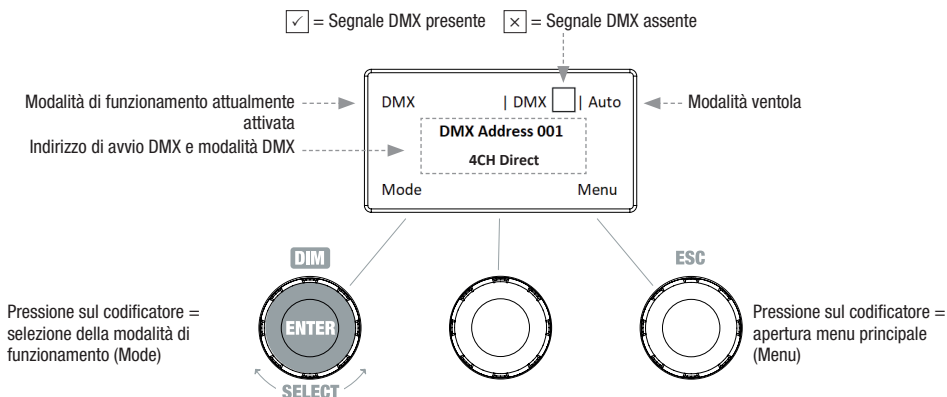 ✓ = Segnale DMX presente × = Segnale DMX assente
Modalità di funzionamento attualmente
attivata
Indirizzo di avvio DMX e modalità DMX
DMX | DMX | Auto
DMX Address 001
4CH Direct
Mode Menu
Modalità ventola
DIM
ENTER
SELECT
ESC
Pressione sul codificatore =
selezione della modalità di
funzionamento (Mode)
Pressione sul codificatore =
apertura menu principale
(Menu)